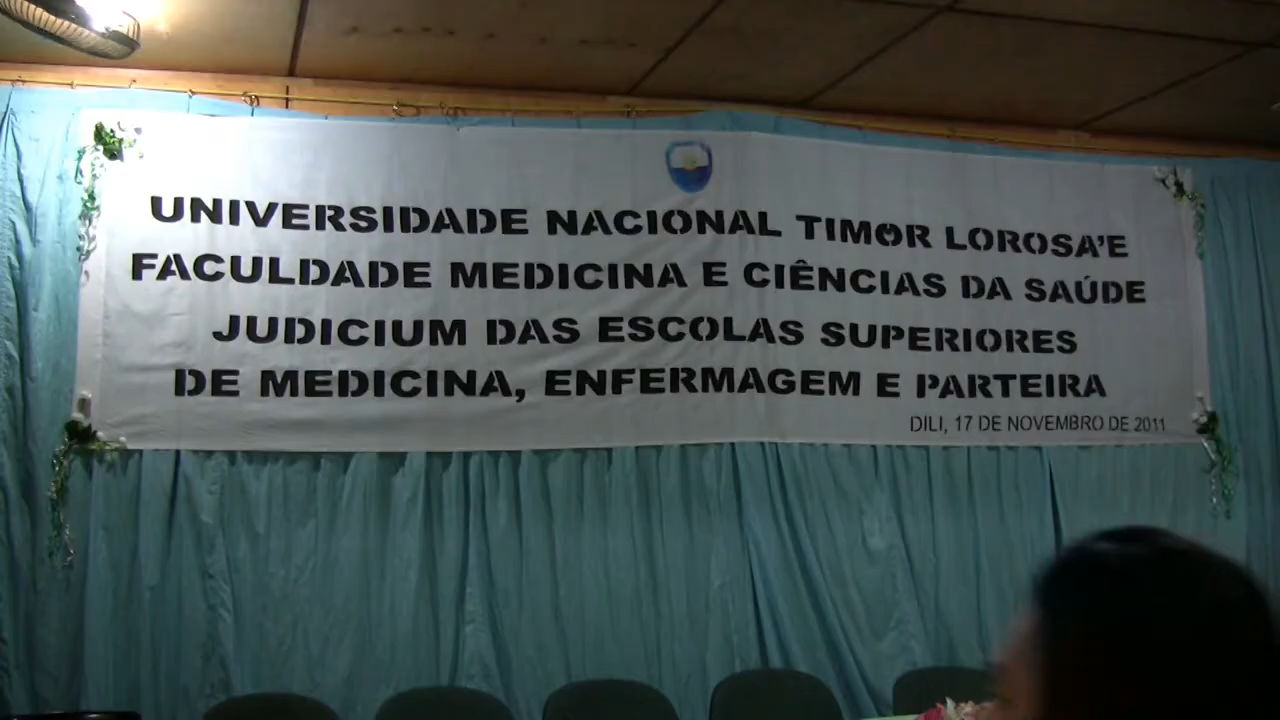 UNIVERSIDADE NACIONAL TIMOR LOROSA'E
FACULDADE MEDICINA E CIÊNCIAS DA SAÚDE
JUDICIUM DAS ESCOLAS SUPERIORES
DE MEDICINA, ENFERMAGEM E PARTEIRA
DILI, 17 DE NOVEMBRO DE 2011